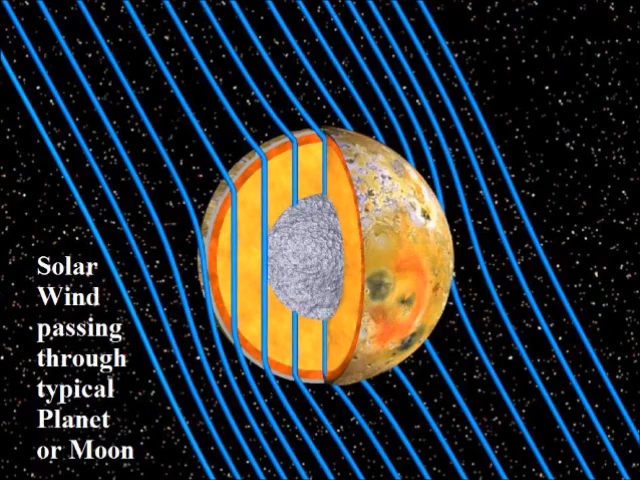 Solar
Wind
passing
through
typical
Planet
or Moon